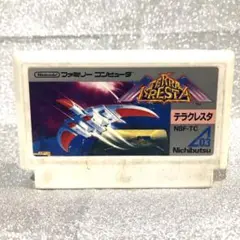 Nintendo ファミリー コンピュータ
TERRA
CRESTA
テラクレスタ
NBF-TC
03
Nichibutsu